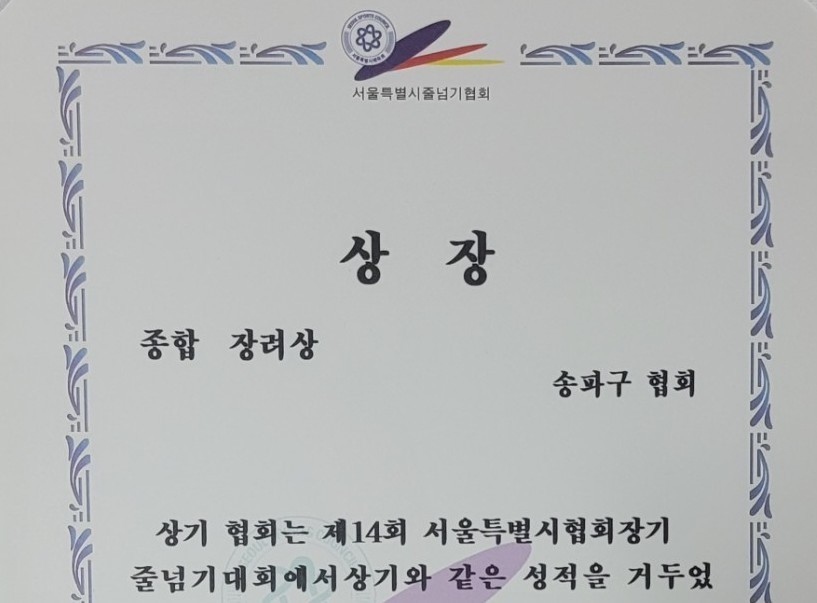 서울특별시줄넘기협회
상 장
종합 장려상
송파구 협회
상기 협회는 제14회 서울특별시협회장기
줄넘기대회에서상기와 같은 성적을 거두었